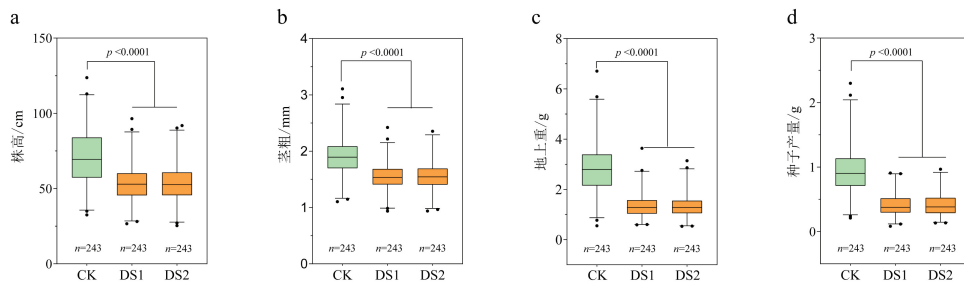 a
株高/cm
150
100
50
0
p <0.0001
n=243 n=243 n=243
CK DS1 DS2
b
茎粗/mm
4
3
2
1
0
p <0.0001
n=243 n=243 n=243
CK DS1 DS2
c
地上重/g
8
6
4
2
0
p <0.0001
n=243 n=243 n=243
CK DS1 DS2
d
种子产量/g
3
2
1
0
p <0.0001
n=243 n=243 n=243
CK DS1 DS2